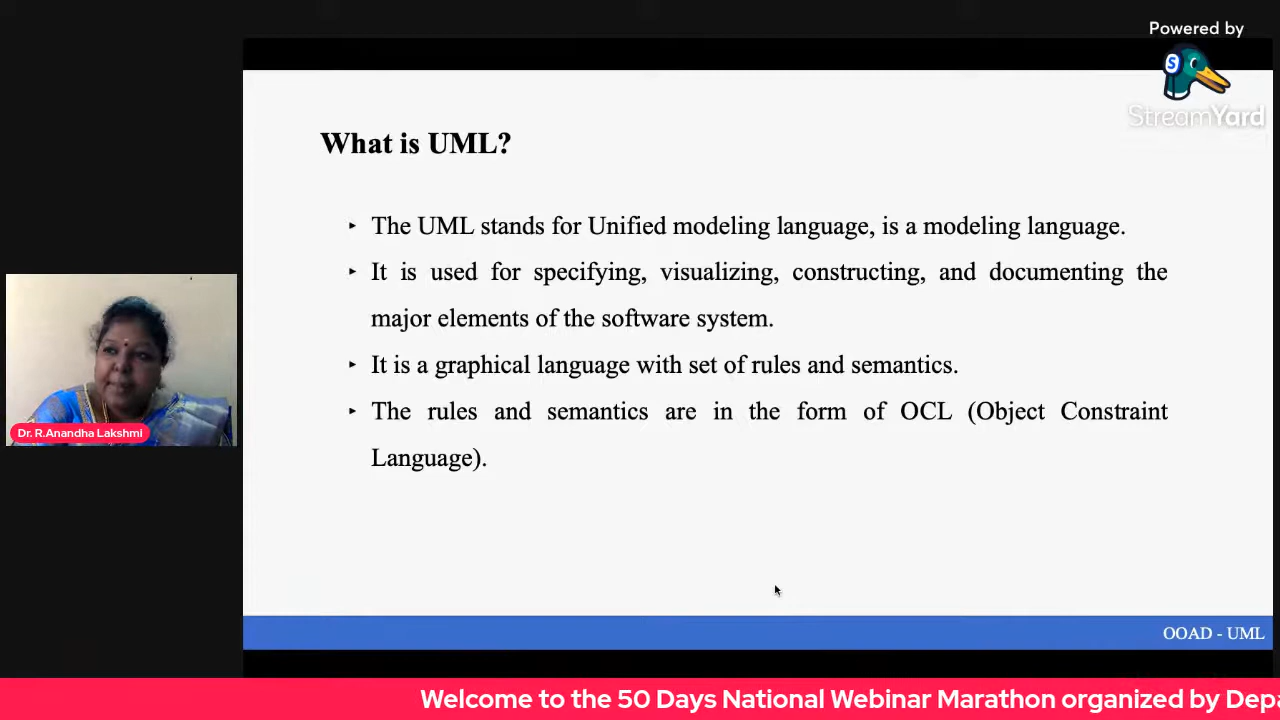 Powered by
StreamYard
What is UML?
‣ The UML stands for Unified modeling language, is a modeling language.
‣ It is used for specifying, visualizing, constructing, and documenting the
major elements of the software system.
‣ It is a graphical language with set of rules and semantics.
‣ The rules and semantics are in the form of OCL (Object Constraint
Language).
Dr. R.Anandha Lakshmi
OOAD - UML
Welcome to the 50 Days National Webinar Marathon organized by Depa